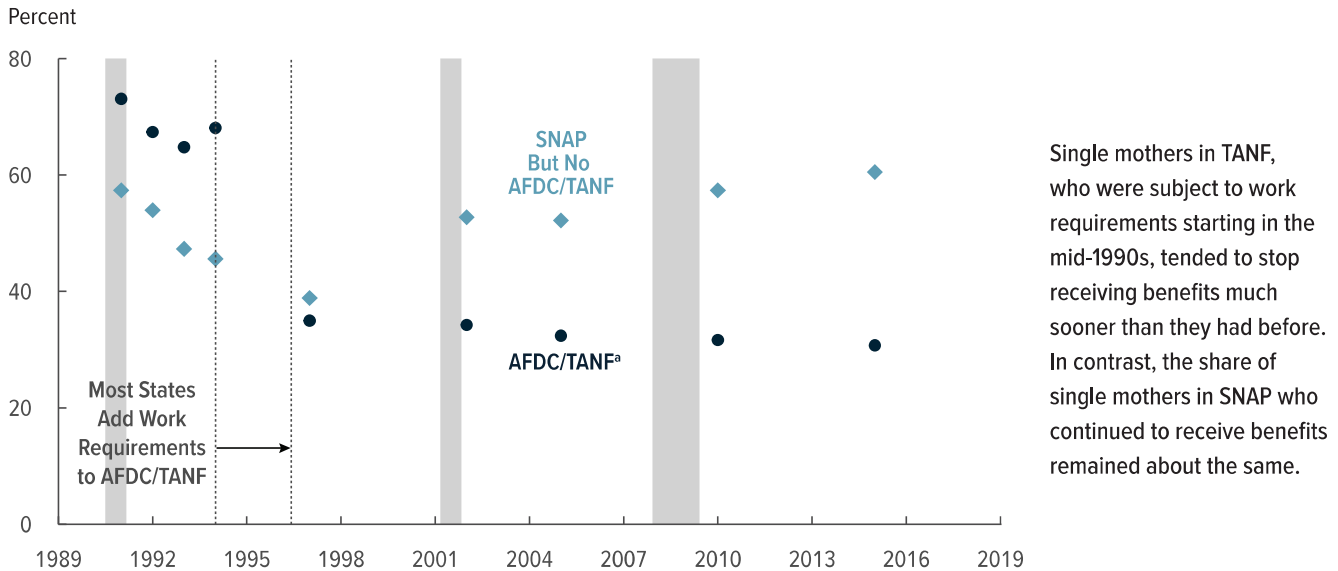 Percent
80
60
40
20
0
SNAP
But No
AFDC/TANF
AFDC/TANFᵃ
Most States
Add Work
Requirements
to AFDC/TANF
1989 1992 1995 1998 2001 2004 2007 2010 2013 2016 2019
Single mothers in TANF,
who were subject to work
requirements starting in the
mid-1990s, tended to stop
receiving benefits much
sooner than they had before.
In contrast, the share of
single mothers in SNAP who
continued to receive benefits
remained about the same.